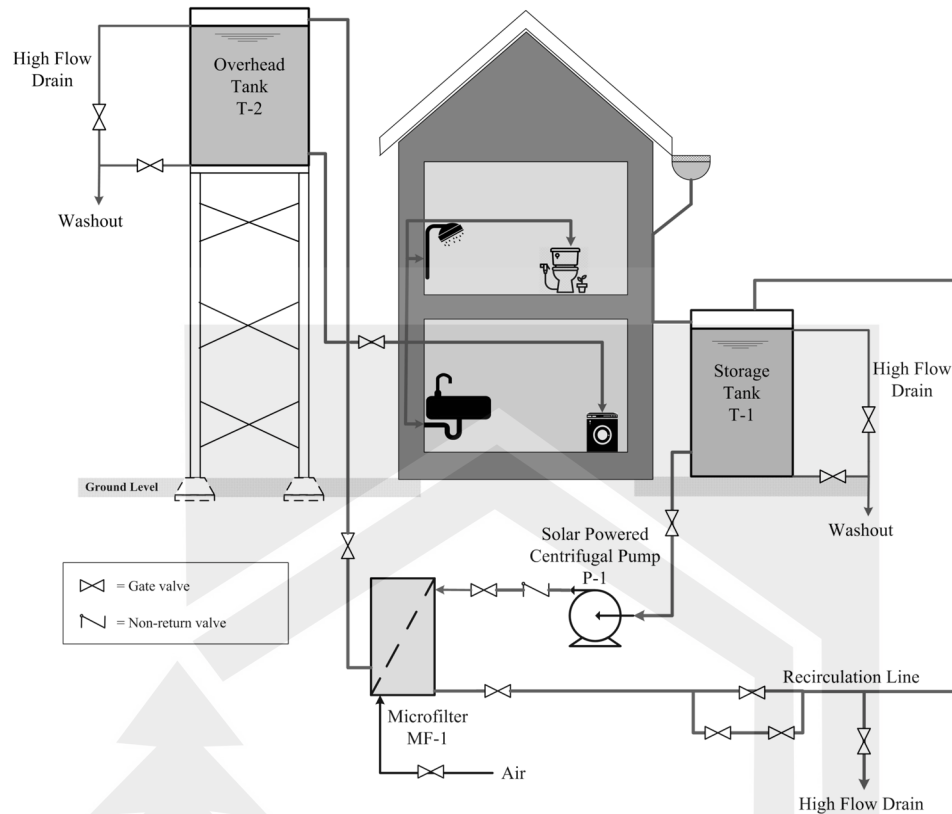 High Flow
Drain
Overhead
Tank
T-2
Washout
Storage
Tank
T-1
High Flow
Drain
Ground Level
Washout
Solar Powered
Centrifugal Pump
P-1
= Gate valve
= Non-return valve
Recirculation Line
Microfilter
MF-1
Air
High Flow Drain